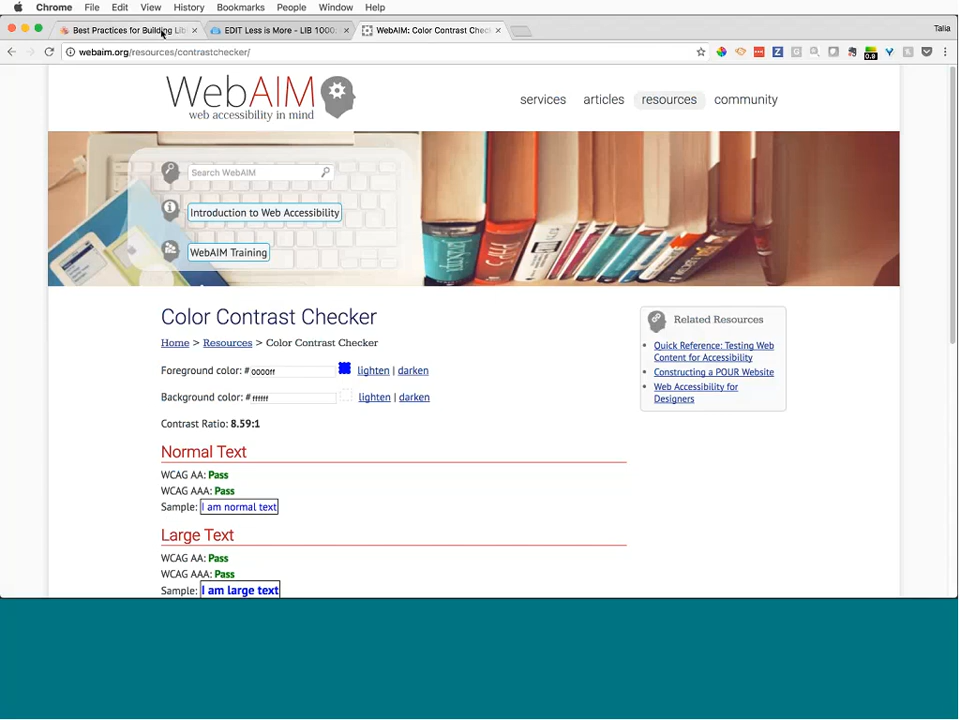 Chrome File Edit View History Bookmarks People Window Help
Best Practices for Building Lib × EDIT Less is More - LIB 1000: × WebAIM: Color Contrast Chec × Talia
webaim.org/resources/contrastchecker/
0.8
WebAIM
web accessibility in mind
services articles resources community
Search WebAIM
Introduction to Web Accessibility
WebAIM Training
Color Contrast Checker
Home > Resources > Color Contrast Checker
Foreground color: # 0000ff lighten | darken
Background color: # ffffff lighten | darken
Contrast Ratio: 8.59:1
Normal Text
WCAG AA: Pass
WCAG AAA: Pass
Sample: I am normal text
Large Text
WCAG AA: Pass
WCAG AAA: Pass
Sample: I am large text
Related Resources
Quick Reference: Testing Web
Content for Accessibility
Constructing a POUR Website
Web Accessibility for
Designers